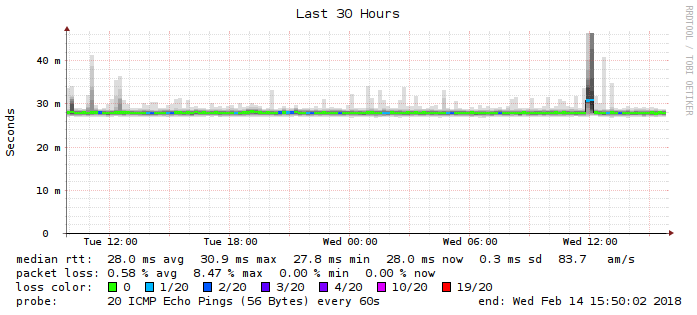 Last 30 Hours
RRDTOOL / TOBI OETIKER
Seconds
40 m
30 m
20 m
10 m
0
Tue 12:00 Tue 18:00 Wed 00:00 Wed 06:00 Wed 12:00
median rtt: 28.0 ms avg 30.9 ms max 27.8 ms min 28.0 ms now 0.3 ms sd 83.7 am/s
packet loss: 0.58 % avg 8.47 % max 0.00 % min 0.00 % now
loss color: 0 1/20 2/20 3/20 4/20 10/20 19/20
probe: 20 ICMP Echo Pings (56 Bytes) every 60s end: Wed Feb 14 15:50:02 2018